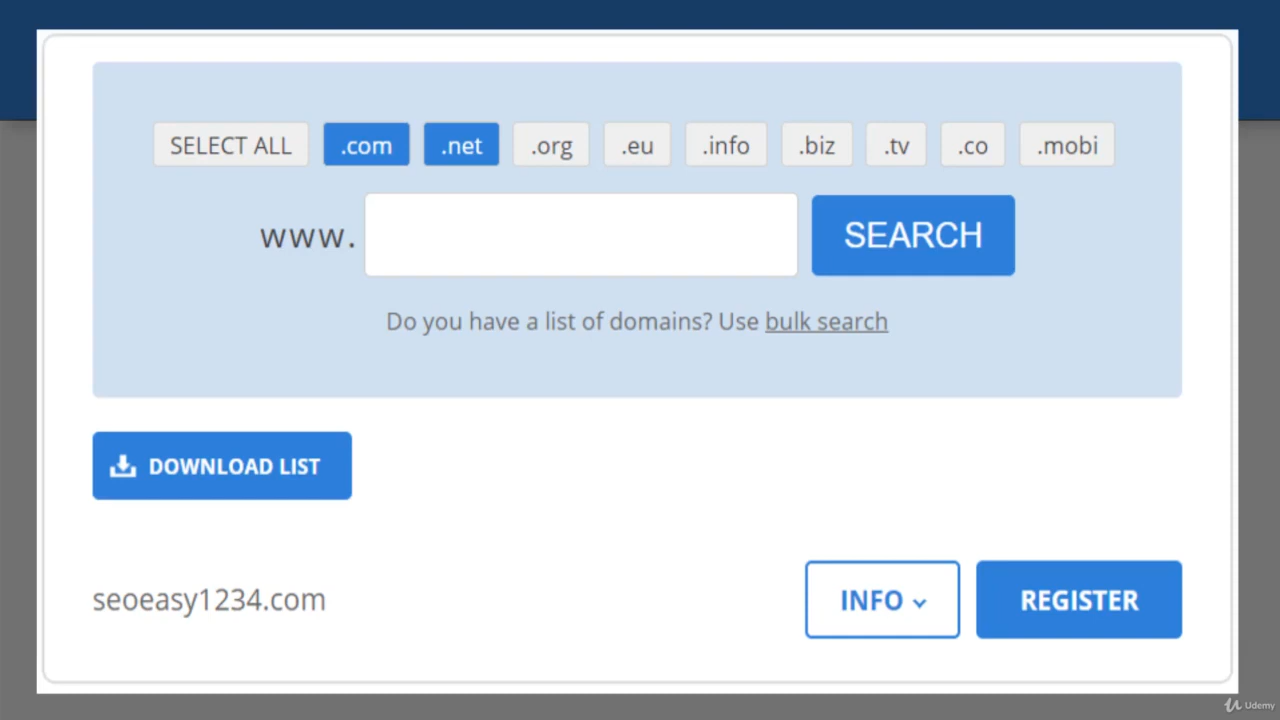 SELECT ALL .com .net .org .eu .info .biz .tv .co .mobi
www. SEARCH
Do you have a list of domains? Use bulk search
DOWNLOAD LIST
seoeasy1234.com INFO REGISTER
Udemy